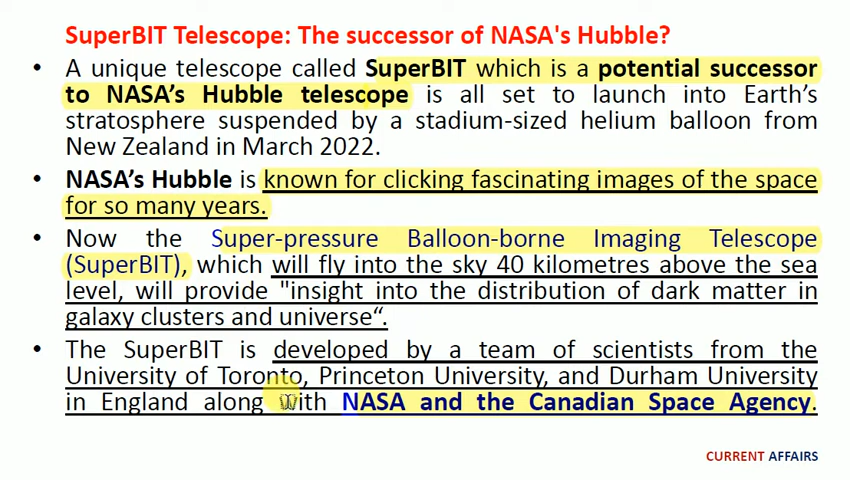 SuperBIT Telescope: The successor of NASA's Hubble?
• A unique telescope called SuperBIT which is a potential successor
to NASA’s Hubble telescope is all set to launch into Earth’s
stratosphere suspended by a stadium-sized helium balloon from
New Zealand in March 2022.
• NASA’s Hubble is known for clicking fascinating images of the space
for so many years.
• Now the Super-pressure Balloon-borne Imaging Telescope
(SuperBIT), which will fly into the sky 40 kilometres above the sea
level, will provide "insight into the distribution of dark matter in
galaxy clusters and universe“.
• The SuperBIT is developed by a team of scientists from the
University of Toronto, Princeton University, and Durham University
in England along with NASA and the Canadian Space Agency.
CURRENT AFFAIRS